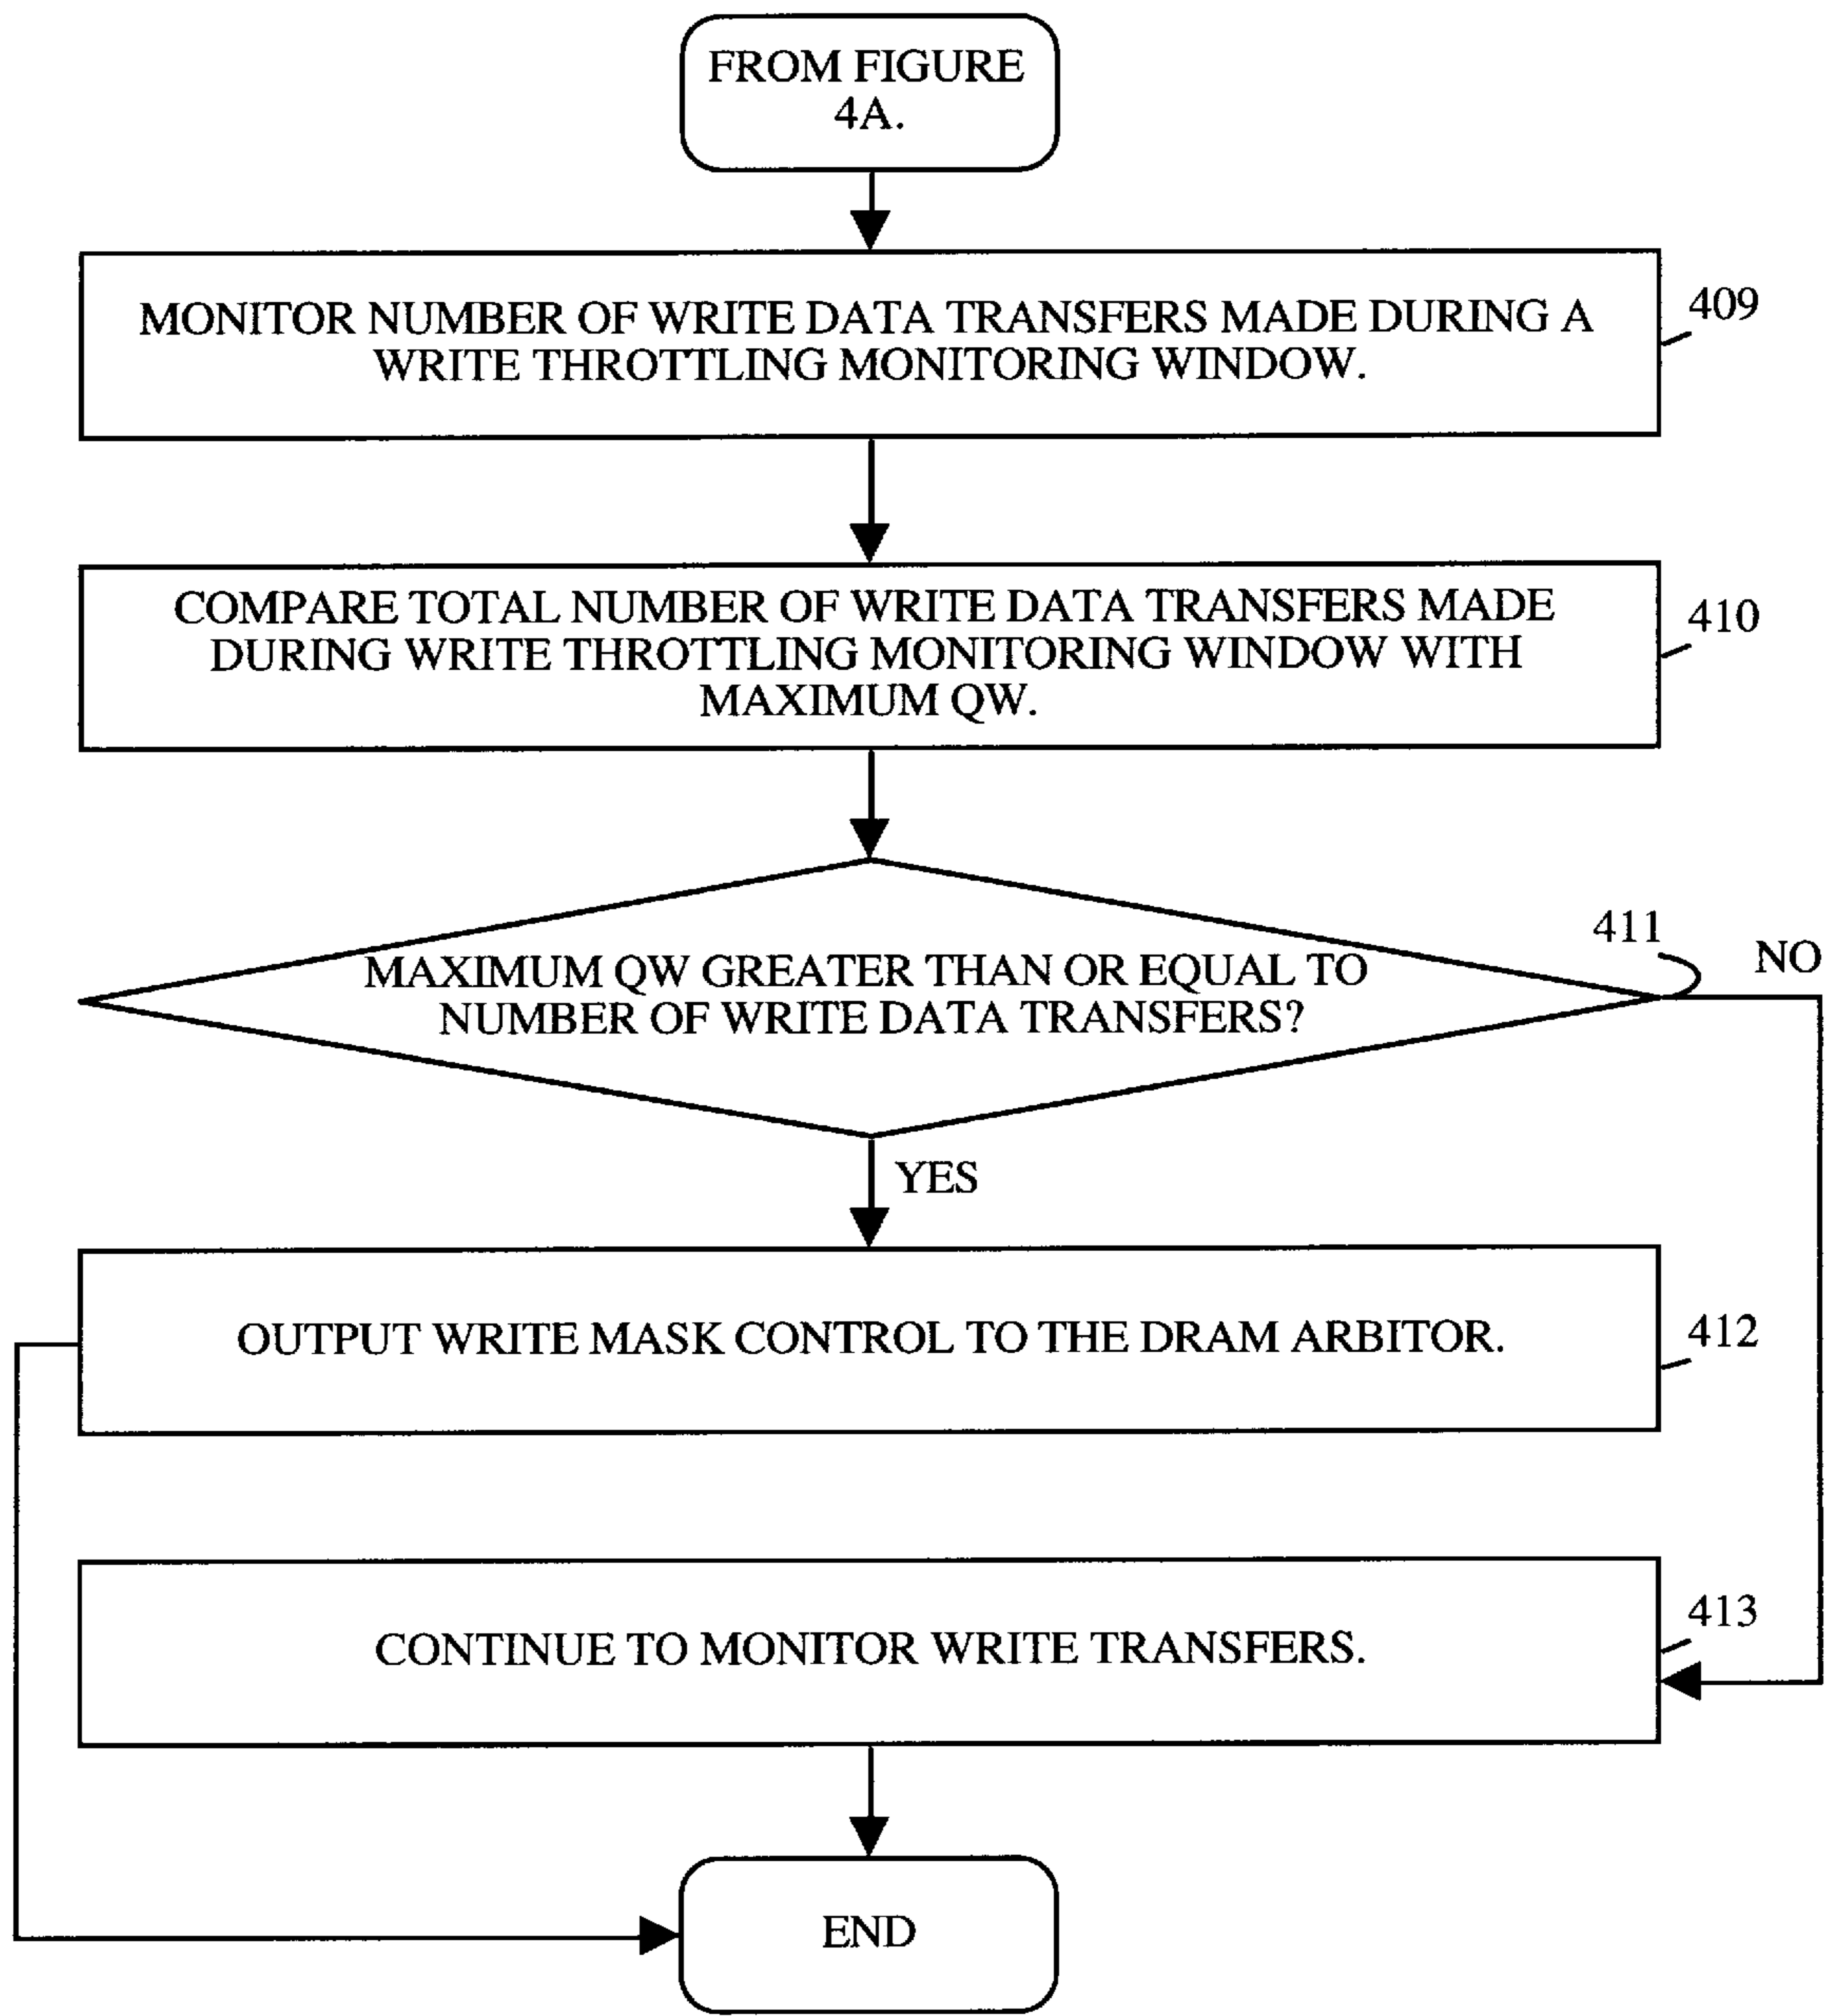 FROM FIGURE
4A.
MONITOR NUMBER OF WRITE DATA TRANSFERS MADE DURING A
WRITE THROTTLING MONITORING WINDOW.
409
COMPARE TOTAL NUMBER OF WRITE DATA TRANSFERS MADE
DURING WRITE THROTTLING MONITORING WINDOW WITH
MAXIMUM QW.
410
411
NO
MAXIMUM QW GREATER THAN OR EQUAL TO
NUMBER OF WRITE DATA TRANSFERS?
YES
OUTPUT WRITE MASK CONTROL TO THE DRAM ARBITOR.
412
CONTINUE TO MONITOR WRITE TRANSFERS.
413
END